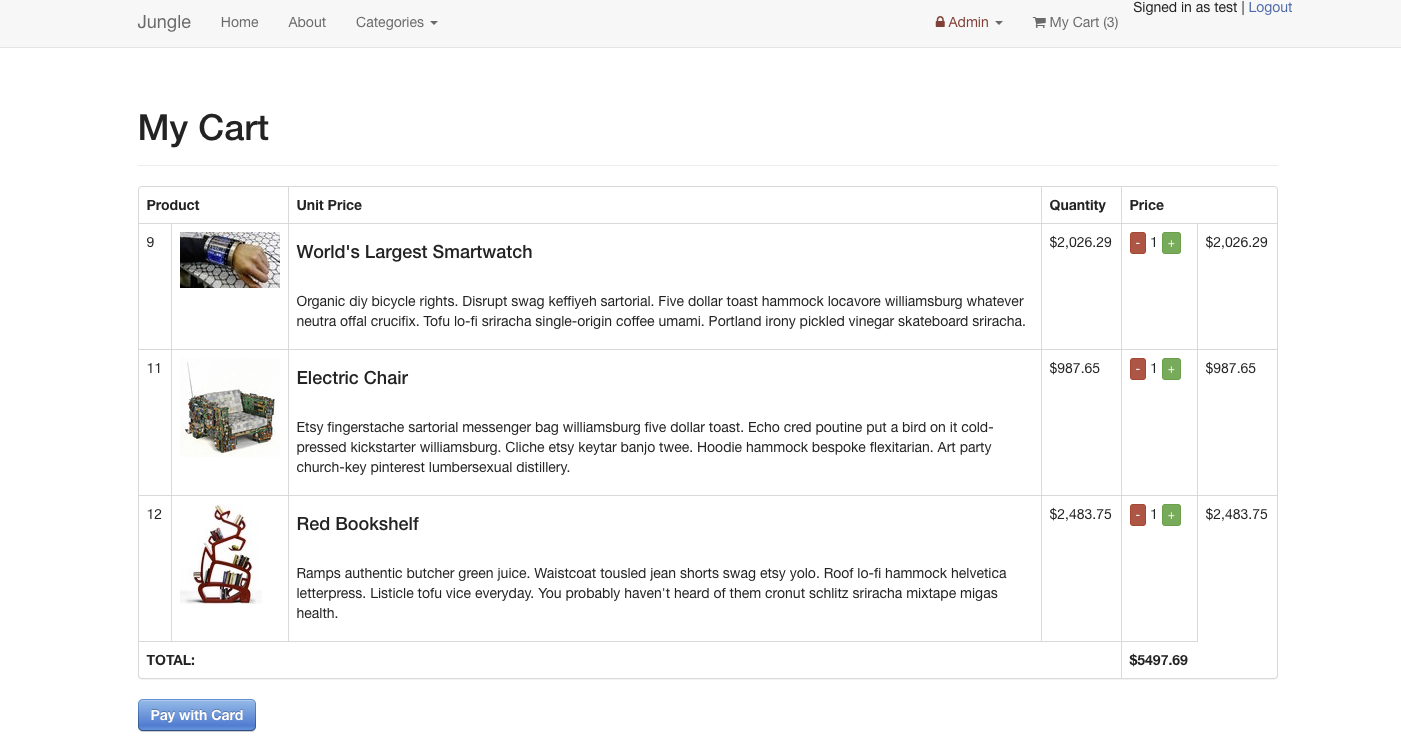 Jungle Home About Categories Admin My Cart (3) Signed in as test | Logout
My Cart
Product Unit Price Quantity Price
9 World's Largest Smartwatch $2,026.29 - 1 + $2,026.29
Organic diy bicycle rights. Disrupt swag keffiyeh sartorial. Five dollar toast hammock locavore williamsburg whatever
neutra offal crucifix. Tofu lo-fi sriracha single-origin coffee umami. Portland irony pickled vinegar skateboard sriracha.
11 Electric Chair $987.65 - 1 + $987.65
Etsy fingerstache sartorial messenger bag williamsburg five dollar toast. Echo cred poutine put a bird on it cold-
pressed kickstarter williamsburg. Cliche etsy keytar banjo twee. Hoodie hammock bespoke flexitarian. Art party
church-key pinterest lumbersexual distillery.
12 Red Bookshelf $2,483.75 - 1 + $2,483.75
Ramps authentic butcher green juice. Waistcoat tousled jean shorts swag etsy yolo. Roof lo-fi hammock helvetica
letterpress. Listicle tofu vice everyday. You probably haven't heard of them cronut schlitz sriracha mixtape migas
health.
TOTAL: $5497.69
Pay with Card